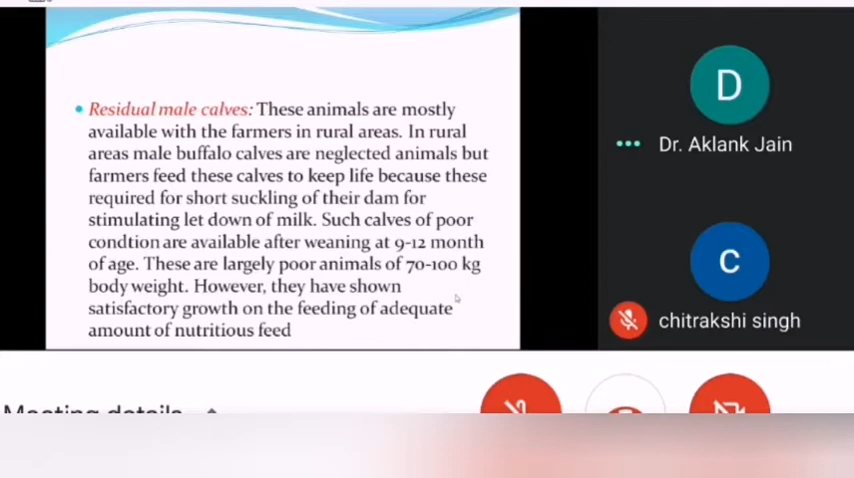 Residual male calves: These animals are mostly
available with the farmers in rural areas. In rural
areas male buffalo calves are neglected animals but
farmers feed these calves to keep life because these
required for short suckling of their dam for
stimulating let down of milk. Such calves of poor
condtion are available after weaning at 9-12 month
of age. These are largely poor animals of 70-100 kg
body weight. However, they have shown
satisfactory growth on the feeding of adequate
amount of nutritious feed
D
Dr. Aklank Jain
C
chitrakshi singh
Meeting details